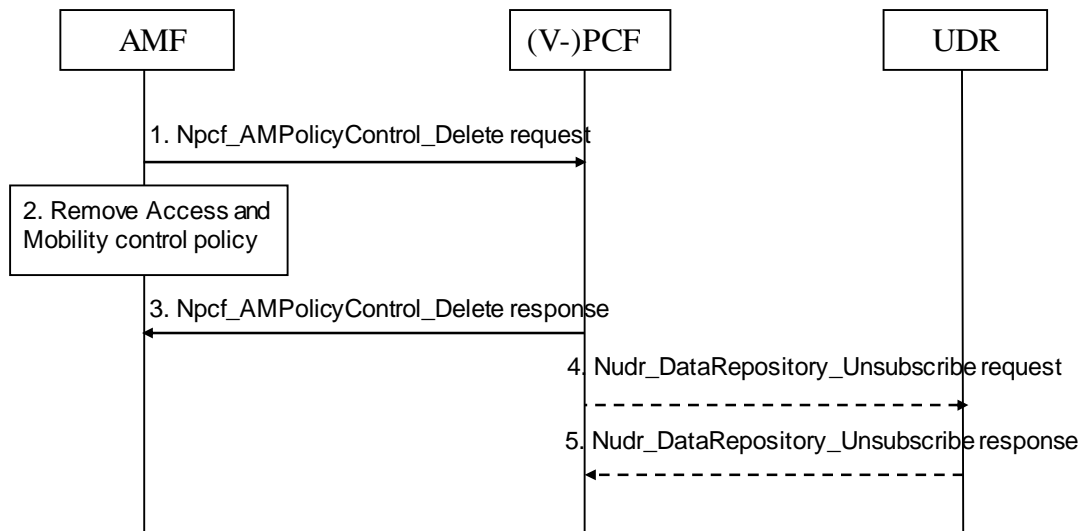 AMF
(V-)PCF
UDR
1. Npcf_AMPolicyControl_Delete request
2. Remove Access and
Mobility control policy
3. Npcf_AMPolicyControl_Delete response
4. Nudr_DataRepository_Unsubscribe request
5. Nudr_DataRepository_Unsubscribe response